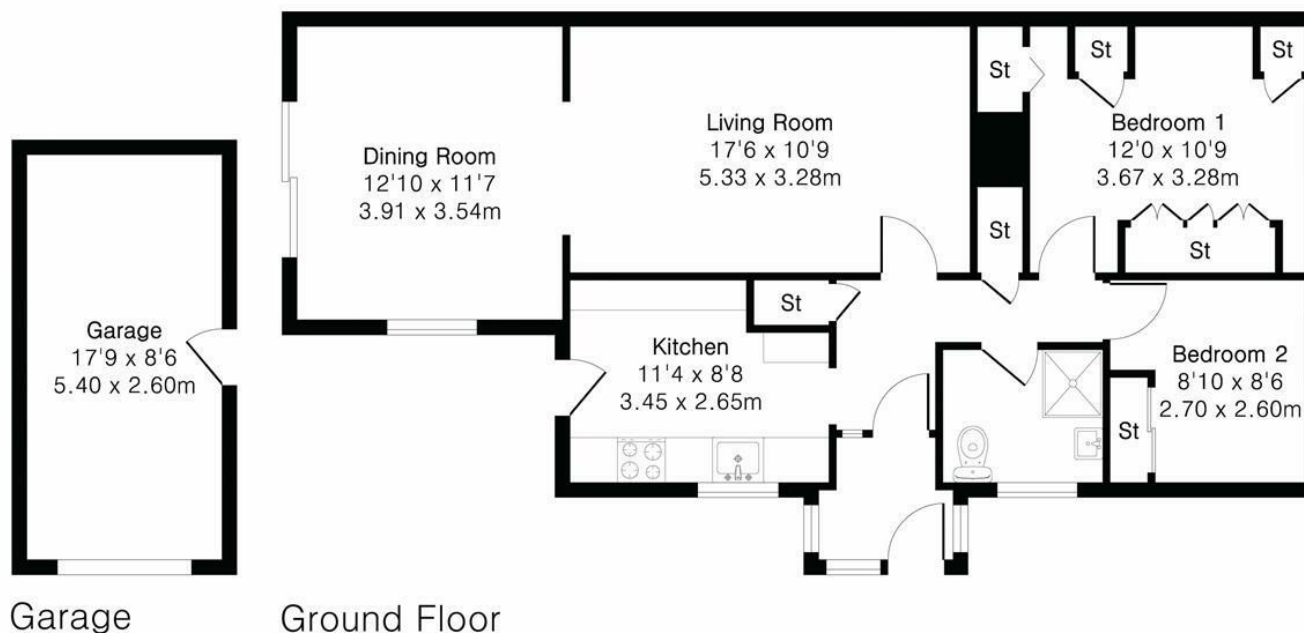 Garage
17'9 x 8'6
5.40 x 2.60m
Garage
Dining Room
12'10 x 11'7
3.91 x 3.54m
Living Room
17'6 x 10'9
5.33 x 3.28m
St
St
St
Bedroom 1
12'0 x 10'9
3.67 x 3.28m
St
St
St
Kitchen
11'4 x 8'8
3.45 x 2.65m
Bedroom 2
8'10 x 8'6
2.70 x 2.60m
St
Ground Floor